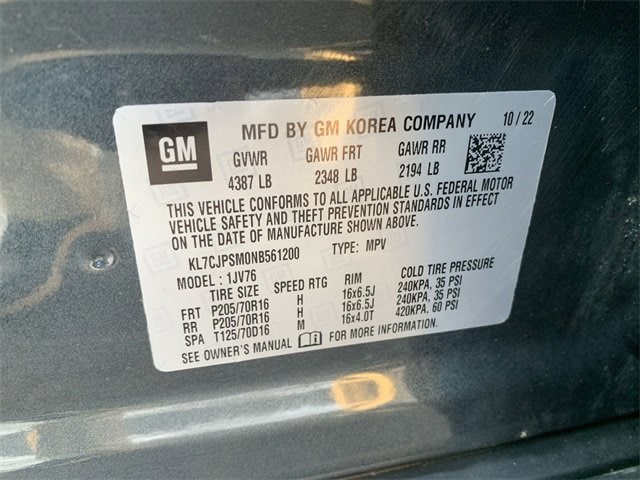 GM
MFD BY GM KOREA COMPANY 10/22
GVWR GAWR FRT GAWR RR
4387 LB 2348 LB 2194 LB
THIS VEHICLE CONFORMS TO ALL APPLICABLE U.S. FEDERAL MOTOR
VEHICLE SAFETY AND THEFT PREVENTION STANDARDS IN EFFECT
ON THE DATE OF MANUFACTURE SHOWN ABOVE.
KL7CJPSM0NB561200 TYPE: MPV
MODEL: 1JV76
TIRE SIZE SPEED RTG RIM COLD TIRE PRESSURE
FRT P205/70R16 H 16x6.5J 240KPA, 35 PSI
RR P205/70R16 H 16x6.5J 240KPA, 35 PSI
SPA T125/70D16 M 16x4.0T 420KPA, 60 PSI
SEE OWNER'S MANUAL FOR MORE INFORMATION.